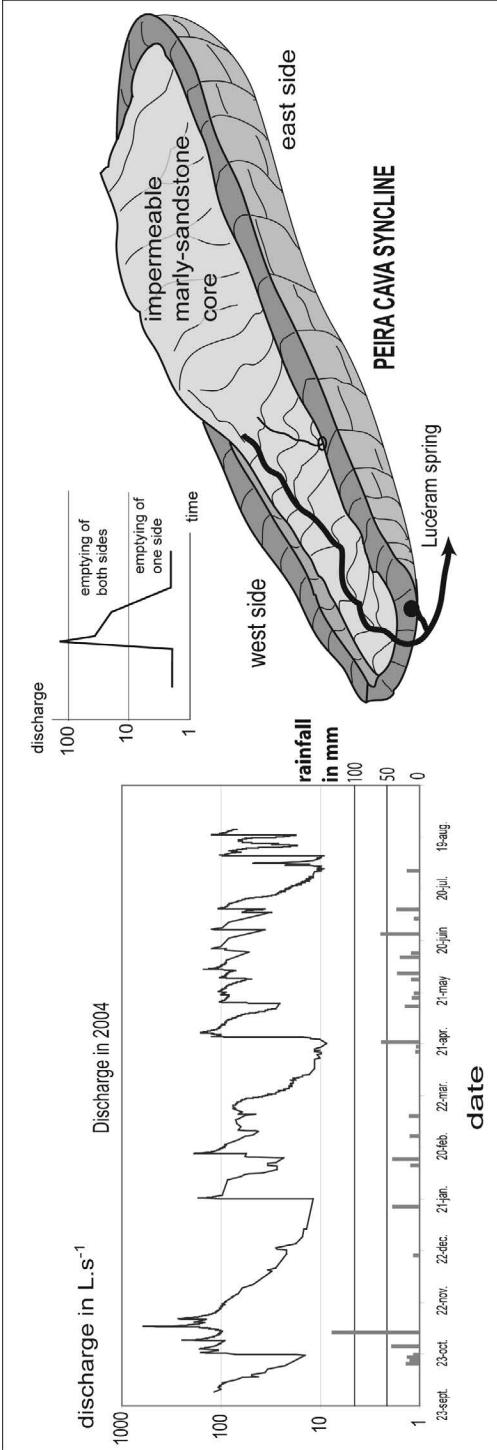 discharge in L.s-1
Discharge in 2004
1000
100
10
1
rainfall
in mm
100
50
0
23-sept.
23-oct.
22-nov.
22-dec.
21-jan.
20-feb.
22-mar.
21-apr.
21-may
20-juin
20-jul.
19-aug.
date
discharge
100
10
1
emptying of
both sides
emptying of
one side
time
west side
impermeable
marly-sandstone
core
east side
PEIRA CAVA SYNCLINE
Lucéram spring